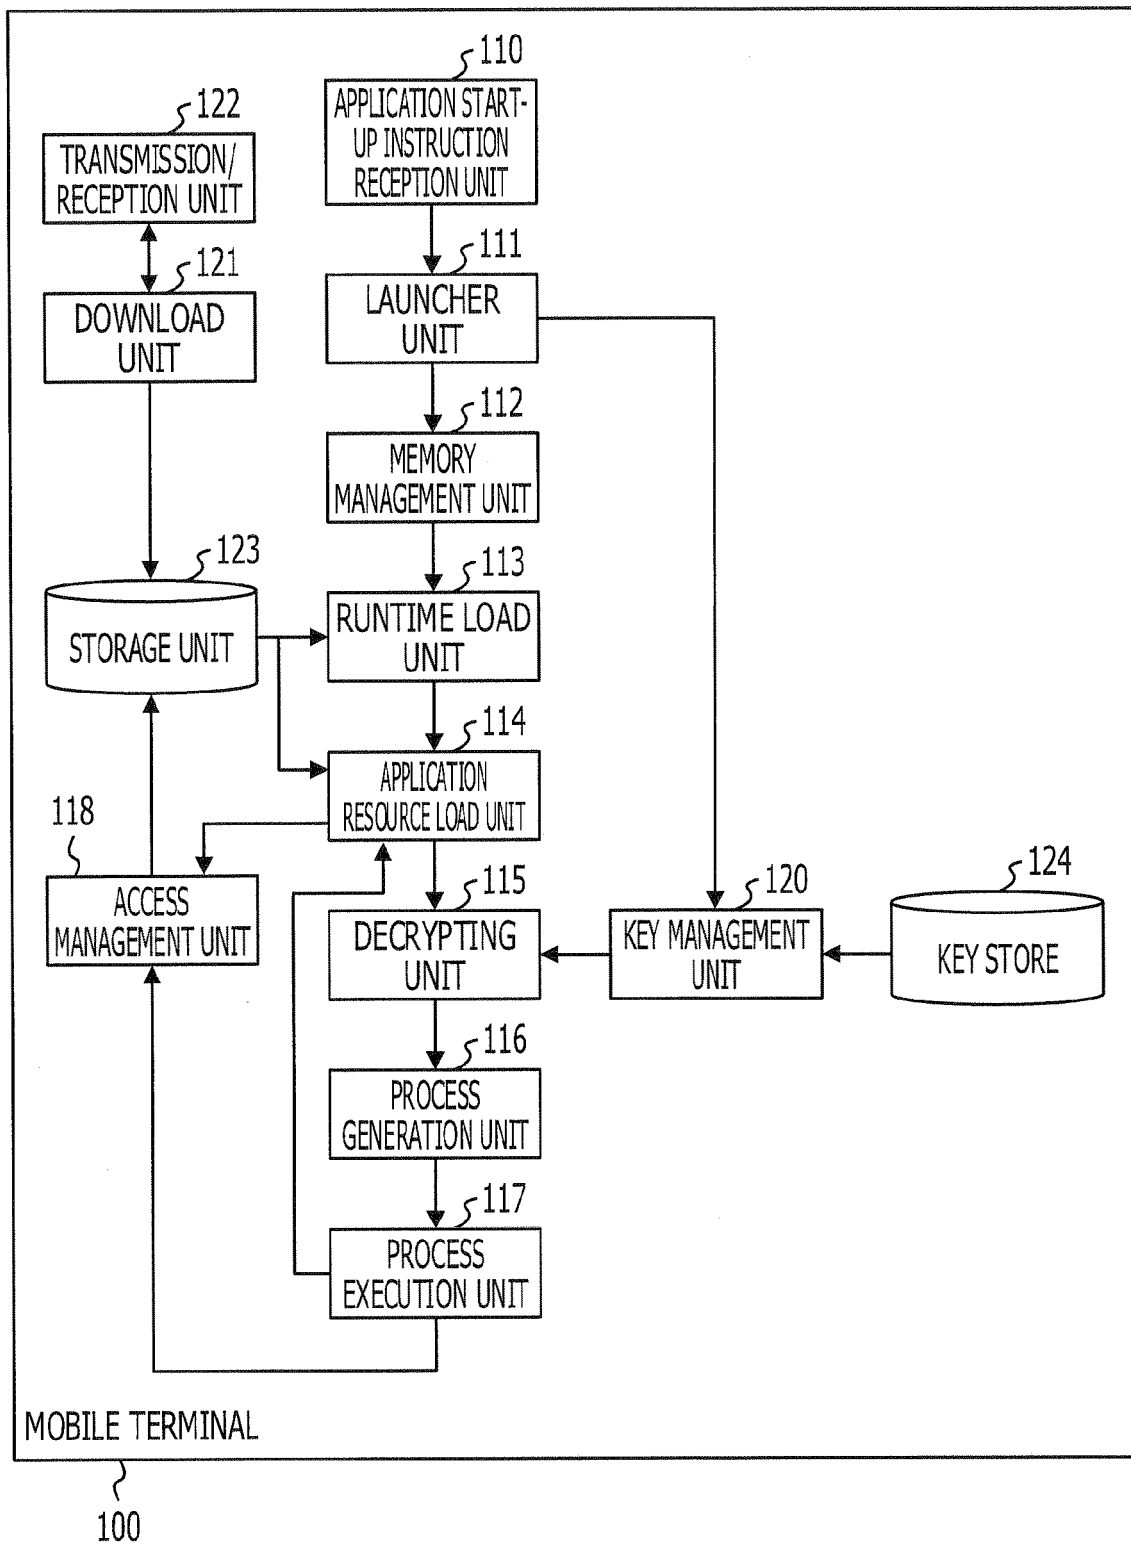 110
APPLICATION START-
UP INSTRUCTION
RECEPTION UNIT
122
TRANSMISSION/
RECEPTION UNIT
111
LAUNCHER
UNIT
121
DOWNLOAD
UNIT
112
MEMORY
MANAGEMENT UNIT
123
STORAGE UNIT
113
RUNTIME LOAD
UNIT
114
APPLICATION
RESOURCE LOAD UNIT
118
ACCESS
MANAGEMENT UNIT
115
DECRYPTING
UNIT
120
KEY MANAGEMENT
UNIT
124
KEY STORE
116
PROCESS
GENERATION UNIT
117
PROCESS
EXECUTION UNIT
MOBILE TERMINAL
100